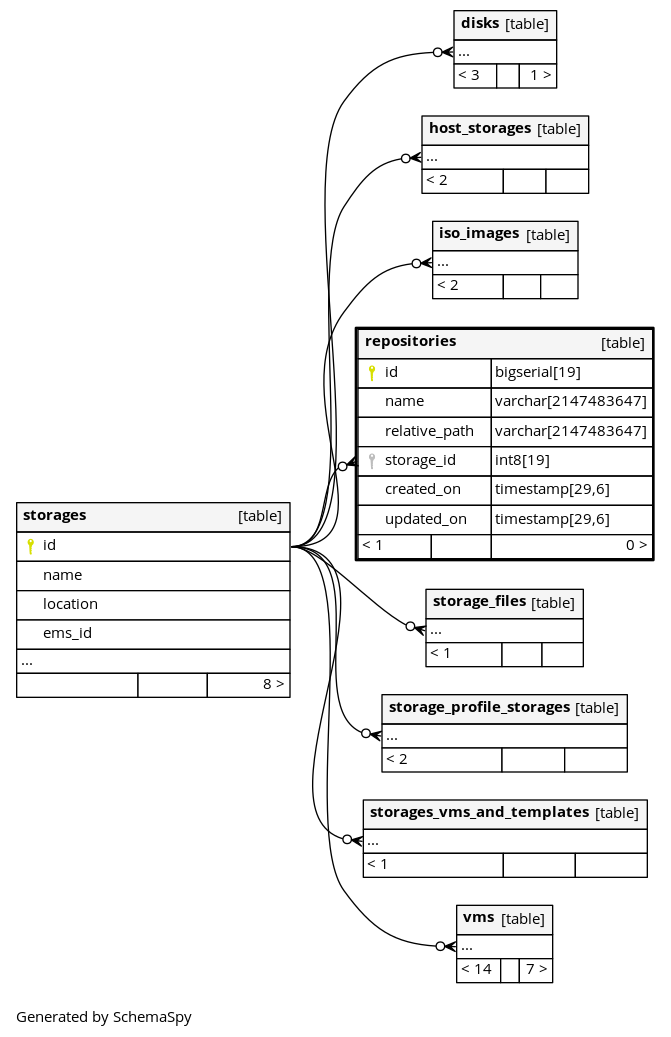 disks [table]
...
< 3 1 >
host_storages [table]
...
< 2
iso_images [table]
...
< 2
repositories [table]
id bigserial[19]
name varchar[2147483647]
relative_path varchar[2147483647]
storage_id int8[19]
created_on timestamp[29,6]
updated_on timestamp[29,6]
< 1 0 >
storages [table]
id
name
location
ems_id
...
8 >
storage_files [table]
...
< 1
storage_profile_storages [table]
...
< 2
storages_vms_and_templates [table]
...
< 1
vms [table]
...
< 14 7 >
Generated by SchemaSpy